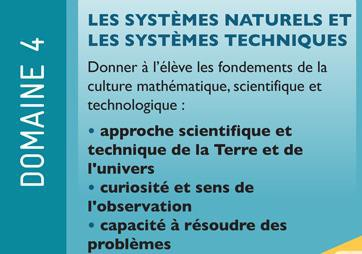 DOMAINE 4
LES SYSTÈMES NATURELS ET
LES SYSTÈMES TECHNIQUES
Donner à l'élève les fondements de la
culture mathématique, scientifique et
technologique :
• approche scientifique et
technique de la Terre et de
l'univers
• curiosité et sens de
l'observation
• capacité à résoudre des
problèmes